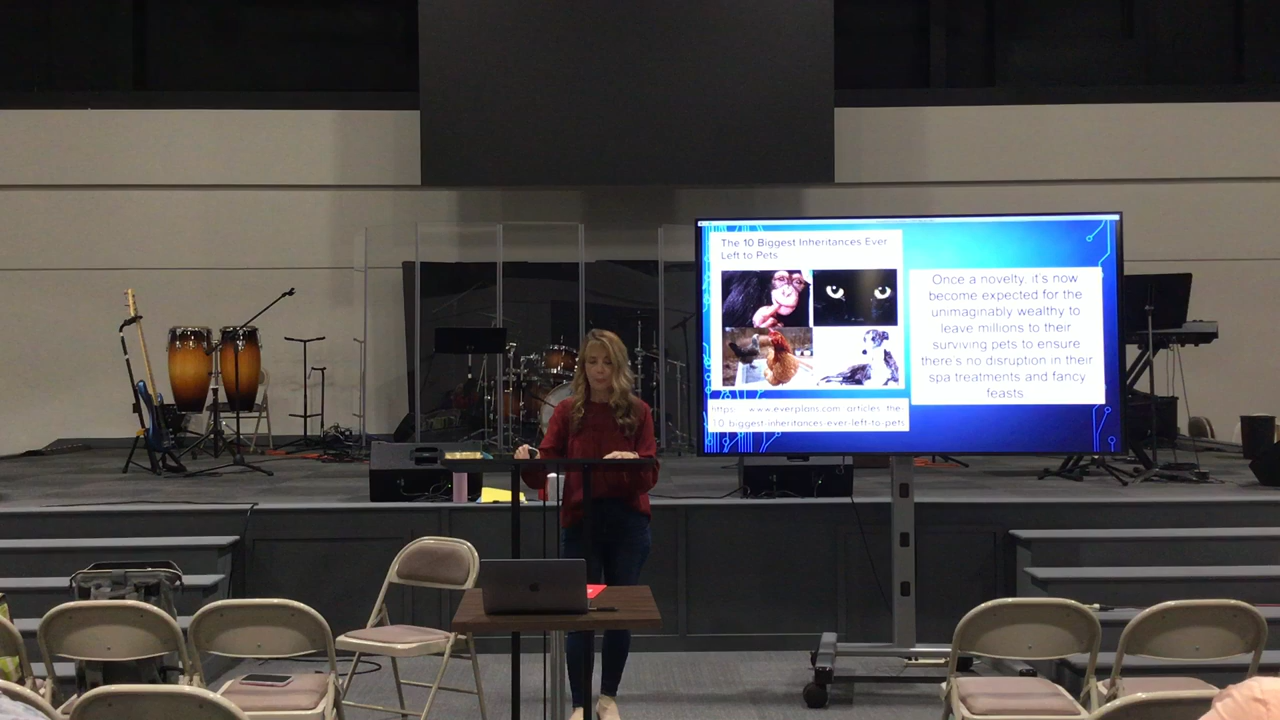 The 10 Biggest Inheritances Ever
Left to Pets
Once a novelty, it's now
become expected for the
unimaginably wealthy to
leave millions to their
surviving pets to ensure
there's no disruption in their
spa treatments and fancy
feasts
https www.everplans.com articles the-
10 biggest-inheritances-ever-left-to-pets